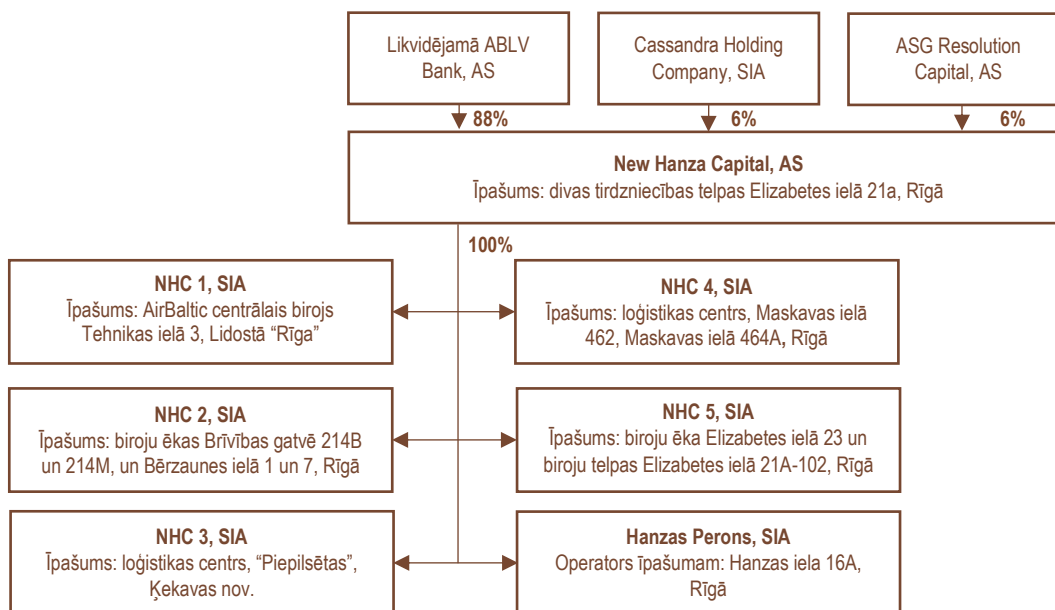 Likvidējamā ABLV
Bank, AS
Cassandra Holding
Company, SIA
ASG Resolution
Capital, AS
88%
6%
6%
New Hanza Capital, AS
Īpašums: divas tirdzniecības telpas Elizabetes ielā 21a, Rīgā
100%
NHC 1, SIA
Īpašums: AirBaltic centrālais birojs
Tehnikas ielā 3, Lidostā “Rīga”
NHC 4, SIA
Īpašums: loģistikas centrs, Maskavas ielā
462, Maskavas ielā 464A, Rīgā
NHC 2, SIA
Īpašums: biroju ēkas Brīvības gatvē 214B
un 214M, un Bērzaunes ielā 1 un 7, Rīgā
NHC 5, SIA
Īpašums: biroju ēka Elizabetes ielā 23 un
biroju telpas Elizabetes ielā 21A-102, Rīgā
NHC 3, SIA
Īpašums: loģistikas centrs, “Piepilsētas”,
Ķekavas nov.
Hanzas Perons, SIA
Operators īpašumam: Hanzas iela 16A,
Rīgā